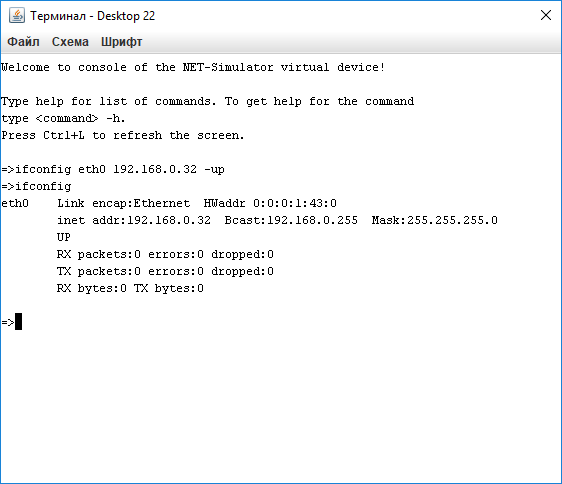 Терминал - Desktop 22
Файл Схема Шрифт
Welcome to console of the NET-Simulator virtual device!
Type help for list of commands. To get help for the command
type <command> -h.
Press Ctrl+L to refresh the screen.
=>ifconfig eth0 192.168.0.32 -up
=>ifconfig
eth0    Link encap:Ethernet  HWaddr 0:0:0:1:43:0
        inet addr:192.168.0.32  Bcast:192.168.0.255  Mask:255.255.255.0
        UP
        RX packets:0 errors:0 dropped:0
        TX packets:0 errors:0 dropped:0
        RX bytes:0 TX bytes:0
=>